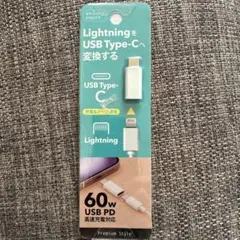 Lightningを
USB Type-Cへ
変換する
USB Type-
C
Lightning
60W
USB PD
高速充電対応
Premium Style